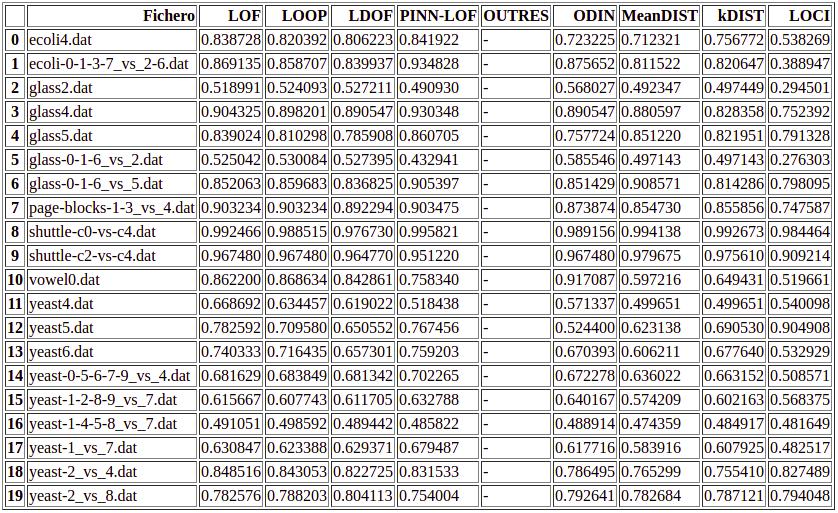 Fichero LOF LOOP LDOF PINN-LOF OUTRES ODIN MeanDIST kDIST LOCI
0 ecoli4.dat 0.838728 0.820392 0.806223 0.841922 - 0.723225 0.712321 0.756772 0.538269
1 ecoli-0-1-3-7_vs_2-6.dat 0.869135 0.858707 0.839937 0.934828 - 0.875652 0.811522 0.820647 0.388947
2 glass2.dat 0.518991 0.524093 0.527211 0.490930 - 0.568027 0.492347 0.497449 0.294501
3 glass4.dat 0.904325 0.898201 0.890547 0.930348 - 0.890547 0.880597 0.828358 0.752392
4 glass5.dat 0.839024 0.810298 0.785908 0.860705 - 0.757724 0.851220 0.821951 0.791328
5 glass-0-1-6_vs_2.dat 0.525042 0.530084 0.527395 0.432941 - 0.585546 0.497143 0.497143 0.276303
6 glass-0-1-6_vs_5.dat 0.852063 0.859683 0.836825 0.905397 - 0.851429 0.908571 0.814286 0.798095
7 page-blocks-1-3_vs_4.dat 0.903234 0.903234 0.892294 0.903475 - 0.873874 0.854730 0.855856 0.747587
8 shuttle-c0-vs-c4.dat 0.992466 0.988515 0.976730 0.995821 - 0.989156 0.994138 0.992673 0.984464
9 shuttle-c2-vs-c4.dat 0.967480 0.967480 0.964770 0.951220 - 0.967480 0.979675 0.975610 0.909214
10 vowel0.dat 0.862200 0.868634 0.842861 0.758340 - 0.917087 0.597216 0.649431 0.519661
11 yeast4.dat 0.668692 0.634457 0.619022 0.518438 - 0.571337 0.499651 0.499651 0.540098
12 yeast5.dat 0.782592 0.709580 0.650552 0.767456 - 0.524400 0.623138 0.690530 0.904908
13 yeast6.dat 0.740333 0.716435 0.657301 0.759203 - 0.670393 0.606211 0.677640 0.532929
14 yeast-0-5-6-7-9_vs_4.dat 0.681629 0.683849 0.681342 0.702265 - 0.672278 0.636022 0.663152 0.508571
15 yeast-1-2-8-9_vs_7.dat 0.615667 0.607743 0.611705 0.632788 - 0.640167 0.574209 0.602163 0.568375
16 yeast-1-4-5-8_vs_7.dat 0.491051 0.498592 0.489442 0.485822 - 0.488914 0.474359 0.484917 0.481649
17 yeast-1_vs_7.dat 0.630847 0.623388 0.629371 0.679487 - 0.617716 0.583916 0.607925 0.482517
18 yeast-2_vs_4.dat 0.848516 0.843053 0.822725 0.831533 - 0.786495 0.765299 0.755410 0.827489
19 yeast-2_vs_8.dat 0.782576 0.788203 0.804113 0.754004 - 0.792641 0.782684 0.787121 0.794048